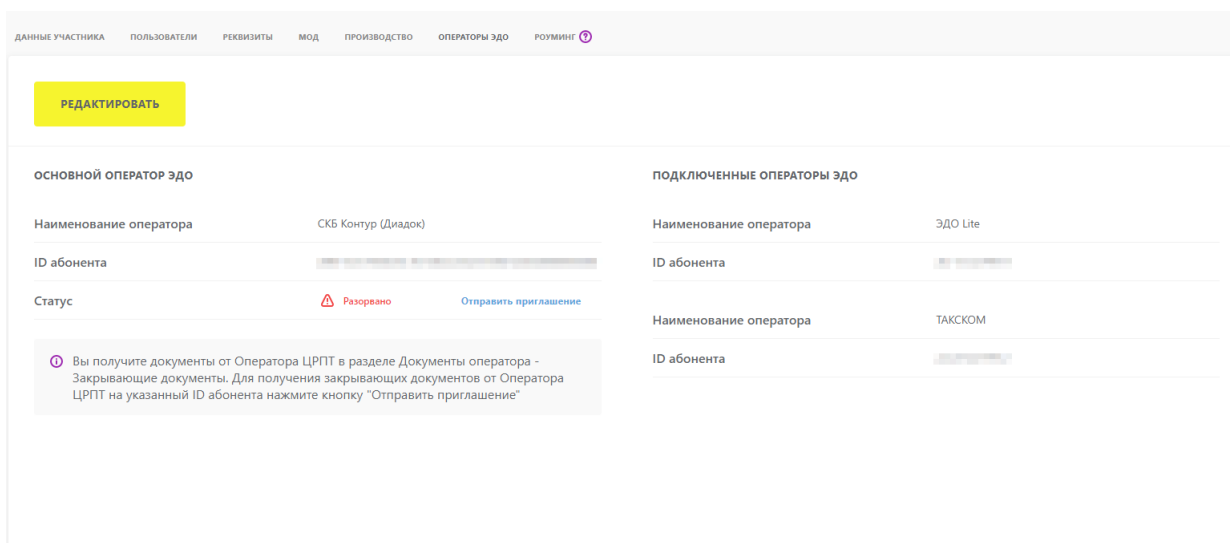 ДАННЫЕ УЧАСТНИКА ПОЛЬЗОВАТЕЛИ РЕКВИЗИТЫ МОД ПРОИЗВОДСТВО ОПЕРАТОРЫ ЭДО РОУМИНГ ?
РЕДАКТИРОВАТЬ
ОСНОВНОЙ ОПЕРАТОР ЭДО
Наименование оператора СКБ Контур (Диадок)
ID абонента
Статус Разорвано Отправить приглашение
Вы получите документы от Оператора ЦРПТ в разделе Документы оператора -
Закрывающие документы. Для получения закрывающих документов от Оператора
ЦРПТ на указанный ID абонента нажмите кнопку "Отправить приглашение"
ПОДКЛЮЧЕННЫЕ ОПЕРАТОРЫ ЭДО
Наименование оператора ЭДО Lite
ID абонента
Наименование оператора ТАКСКОМ
ID абонента